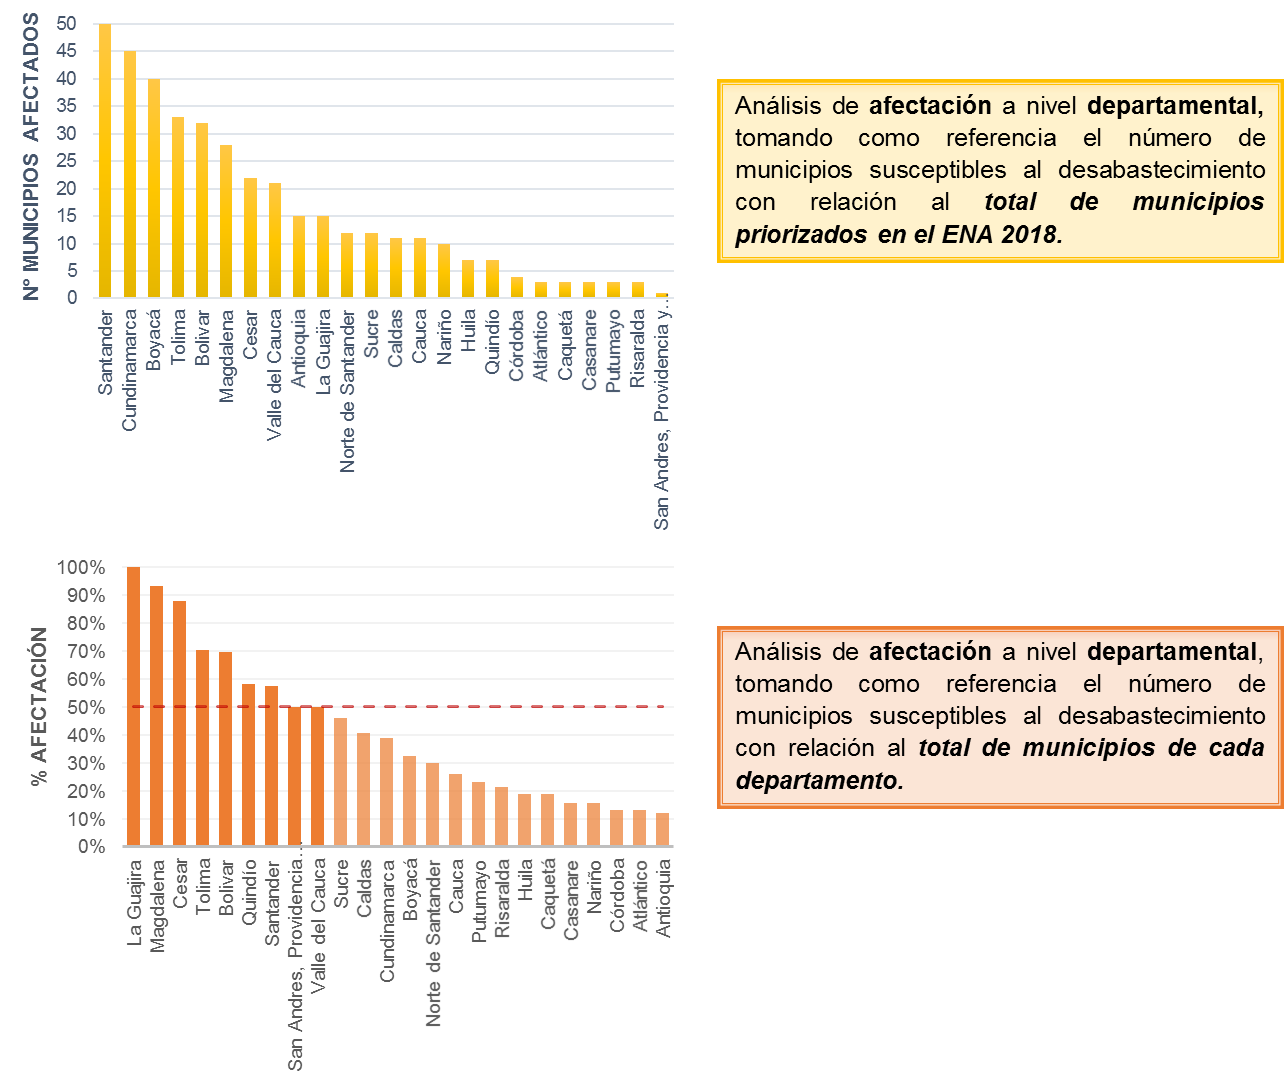 Nº MUNICIPIOS AFECTADOS
50
45
40
35
30
25
20
15
10
5
0
Santander
Cundinamarca
Boyacá
Tolima
Bolivar
Magdalena
Cesar
Valle del Cauca
Antioquia
La Guajira
Norte de Santander
Sucre
Caldas
Cauca
Nariño
Huila
Quindío
Córdoba
Atlántico
Caquetá
Casanare
Putumayo
Risaralda
San Andres, Providencia y…
Análisis de afectación a nivel departamental,
tomando como referencia el número de
municipios susceptibles al desabastecimiento
con relación al total de municipios
priorizados en el ENA 2018.
% AFECTACIÓN
100%
90%
80%
70%
60%
50%
40%
30%
20%
10%
0%
La Guajira
Magdalena
Cesar
Tolima
Bolivar
Quindío
Santander
San Andres, Providencia…
Valle del Cauca
Sucre
Caldas
Cundinamarca
Boyacá
Norte de Santander
Cauca
Putumayo
Risaralda
Huila
Caquetá
Casanare
Nariño
Córdoba
Atlántico
Antioquia
Análisis de afectación a nivel departamental,
tomando como referencia el número de
municipios susceptibles al desabastecimiento
con relación al total de municipios de cada
departamento.